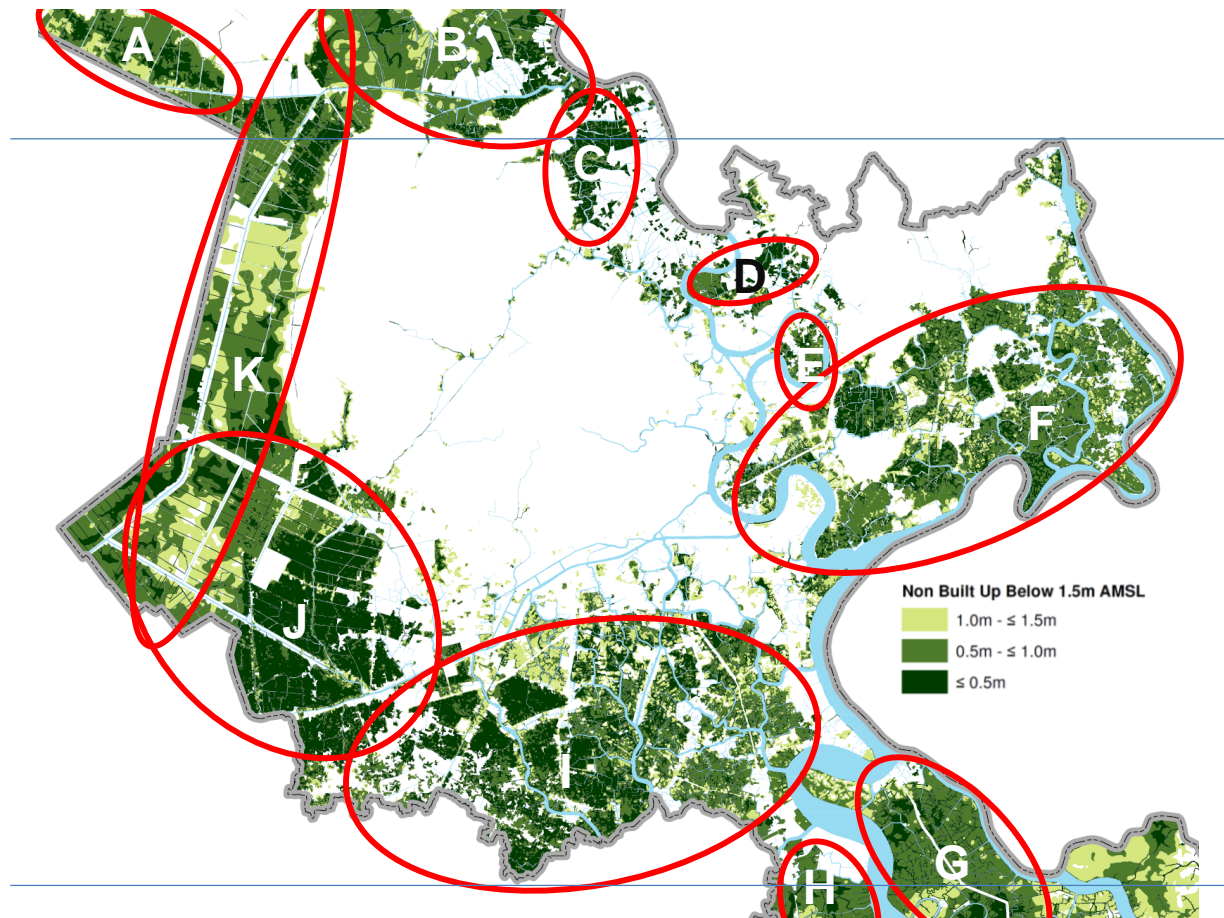 A
B
C
D
E
K
F
Non Built Up Below 1.5m AMSL
1.0m - ≤ 1.5m
0.5m - ≤ 1.0m
≤ 0.5m
J
I
G
H